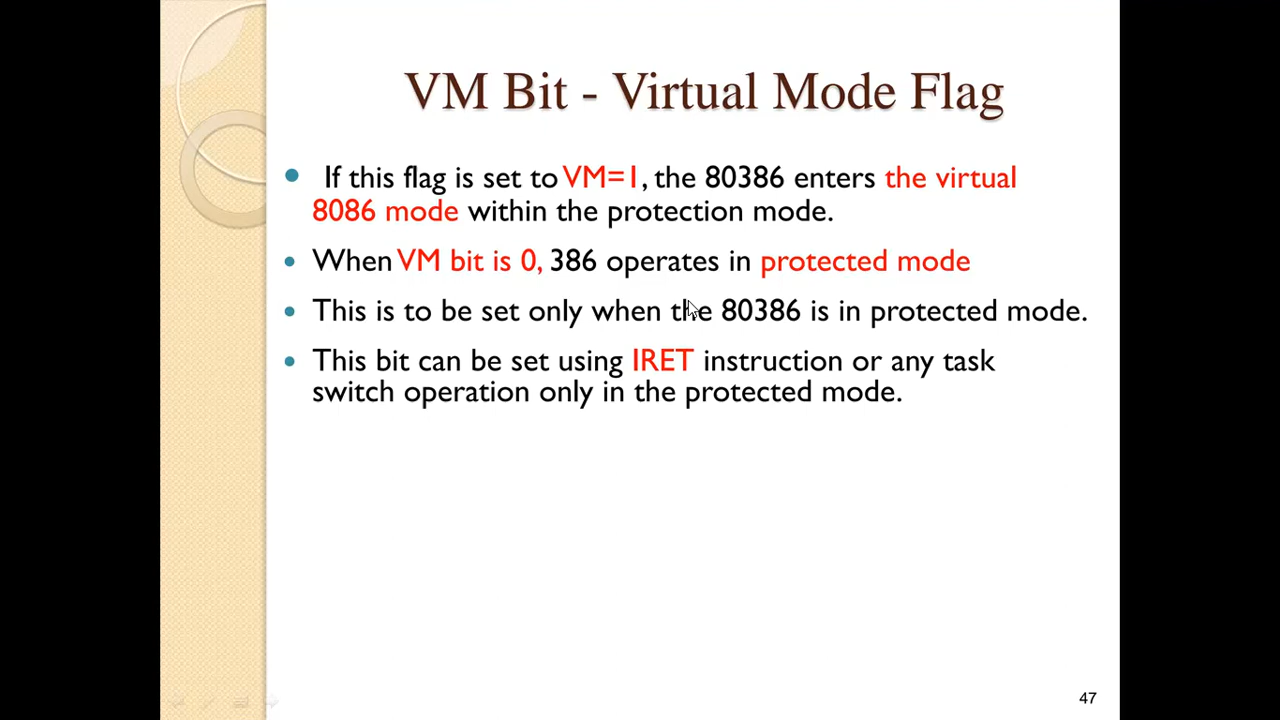 VM Bit - Virtual Mode Flag
• If this flag is set to VM=1, the 80386 enters the virtual
8086 mode within the protection mode.
• When VM bit is 0, 386 operates in protected mode
• This is to be set only when the 80386 is in protected mode.
• This bit can be set using IRET instruction or any task
switch operation only in the protected mode.
47